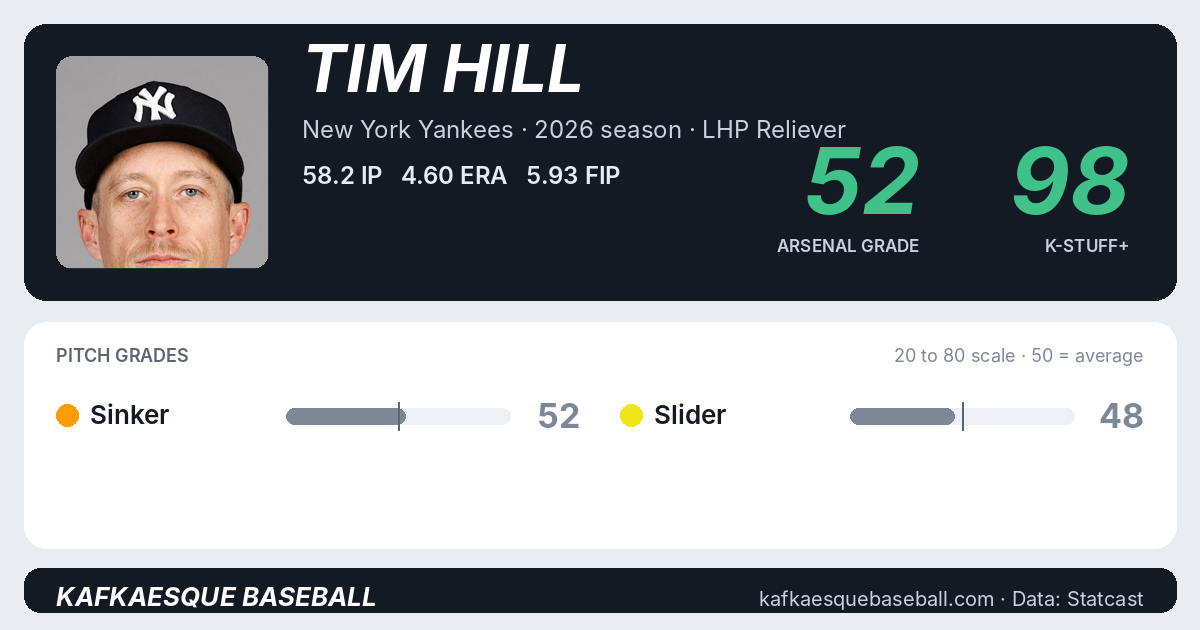 TIM HILL
New York Yankees · 2026 season · LHP Reliever
58.2 IP 4.60 ERA 5.93 FIP
52 98
ARSENAL GRADE K-STUFF+
NY
PITCH GRADES 20 to 80 scale · 50 = average
Sinker 52 Slider 48
KAFKAESQUE BASEBALL kafkaesquebaseball.com · Data: Statcast